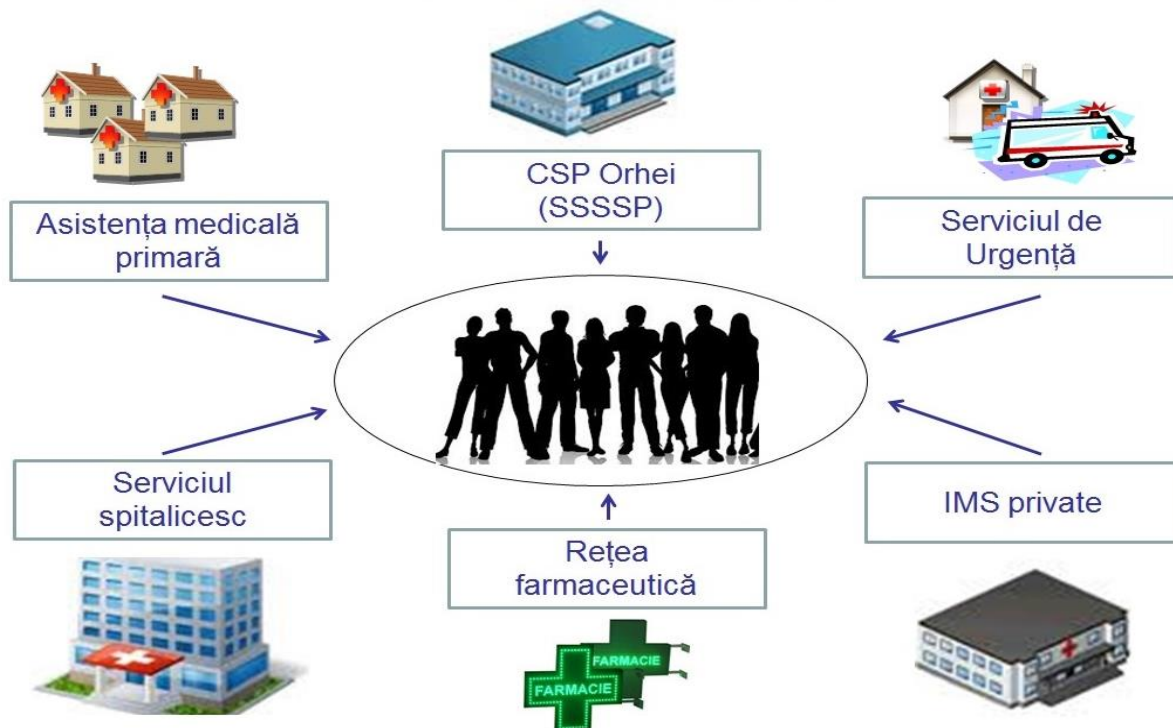 CSP Orhei
(SSSSP)
Asistența medicală
primară
Serviciul de
Urgență
Serviciul
spitalicesc
Rețea
farmaceutică
IMS private
FARMACIE
FARMACIE